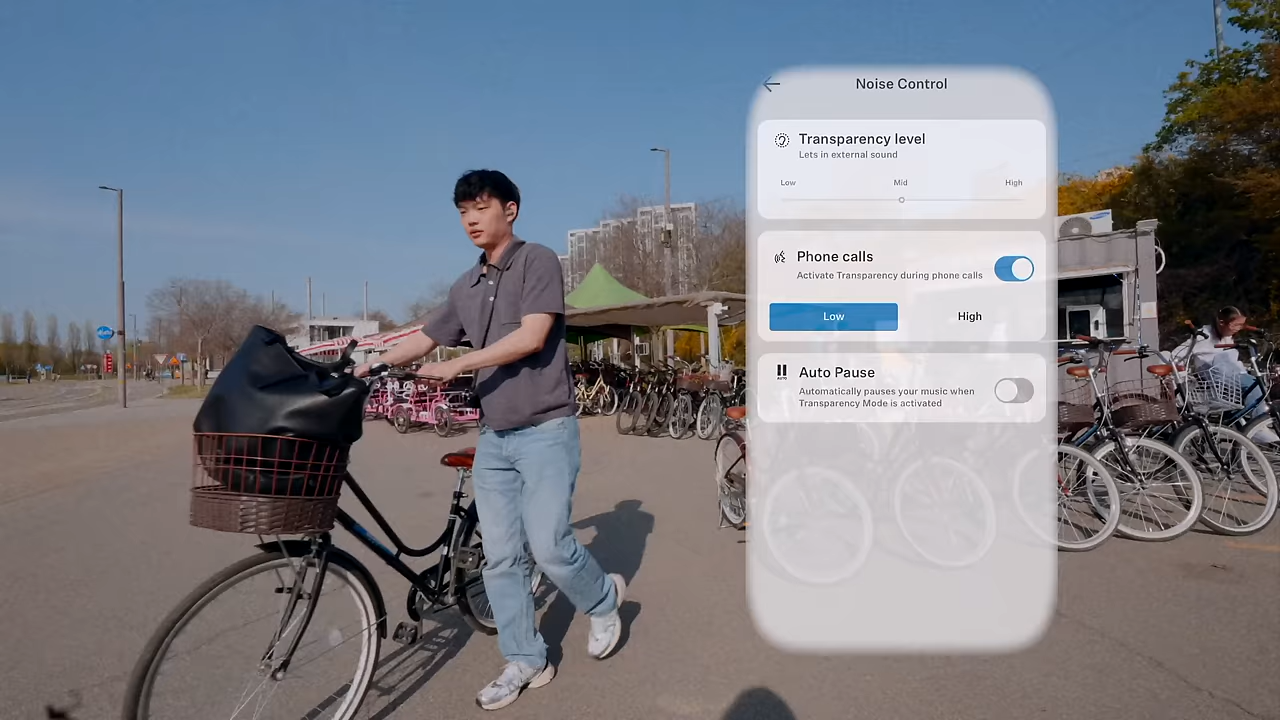 Noise Control
Transparency level
Lets in external sound
Low Mid High
Phone calls
Activate Transparency during phone calls
Low High
AUTO
Auto Pause
Automatically pauses your music when
Transparency Mode is activated